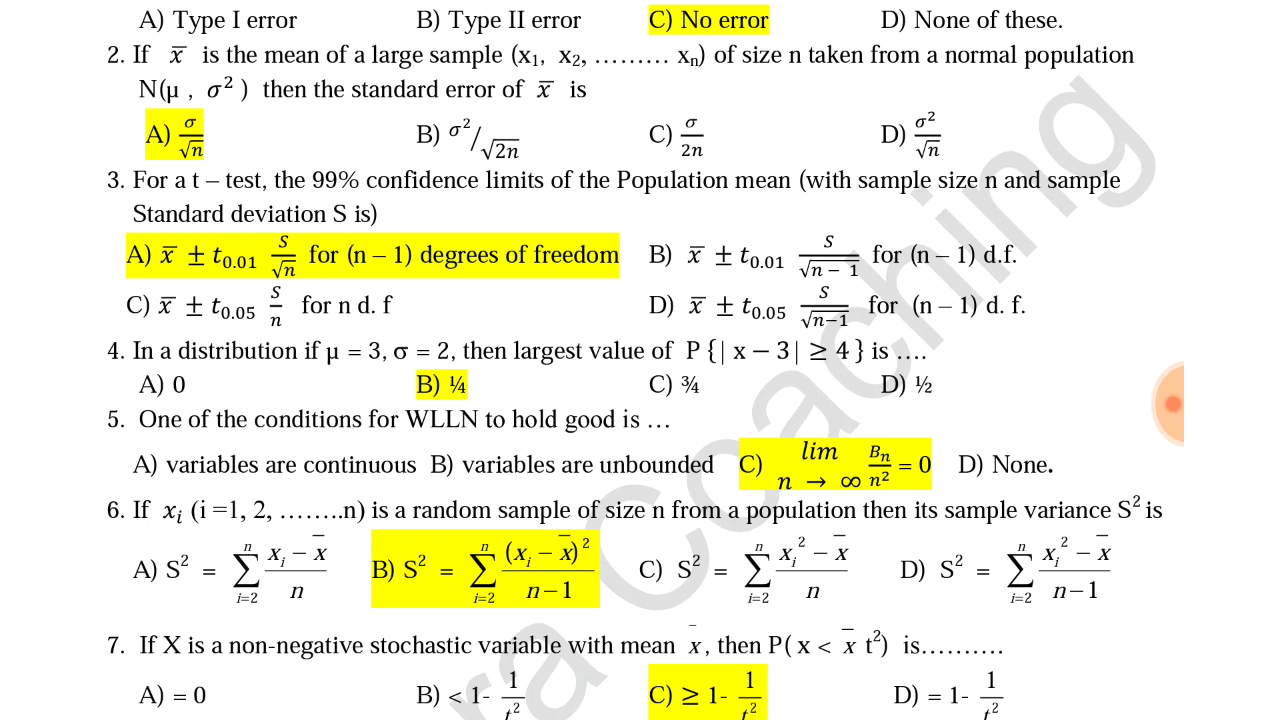 A) Type I error B) Type II error C) No error D) None of these.
2. If x̅ is the mean of a large sample (x₁, x₂, ……… xₙ) of size n taken from a normal population
N(μ , σ² ) then the standard error of x̅ is
A) σ/√n B) σ²/√2n C) σ/2n D) σ²/√n
3. For a t – test, the 99% confidence limits of the Population mean (with sample size n and sample
Standard deviation S is)
A) x̅ ± t₀.₀₁ S/√n for (n – 1) degrees of freedom B) x̅ ± t₀.₀₁ S/√(n – 1) for (n – 1) d.f.
C) x̅ ± t₀.₀₅ S/n for n d. f D) x̅ ± t₀.₀₅ S/√(n−1) for (n – 1) d. f.
4. In a distribution if μ = 3, σ = 2, then largest value of P {| x – 3| ≥ 4 } is ….
A) 0 B) ¼ C) ¾ D) ½
5. One of the conditions for WLLN to hold good is …
A) variables are continuous B) variables are unbounded C) lim n → ∞ Bₙ/n² = 0 D) None.
6. If xᵢ (i =1, 2, ……..n) is a random sample of size n from a population then its sample variance S² is
A) S² = ∑ i=2 n (xᵢ − x̅)/n B) S² = ∑ i=2 n (xᵢ − x̅)²/(n−1) C) S² = ∑ i=2 n (xᵢ² − x̅)/n D) S² = ∑ i=2 n (xᵢ² − x̅)/(n−1)
7. If X is a non-negative stochastic variable with mean x̅, then P( x < x̅ t²) is……….
A) = 0 B) < 1- 1/t² C) ≥ 1- 1/t² D) = 1- 1/t²
ra Coaching